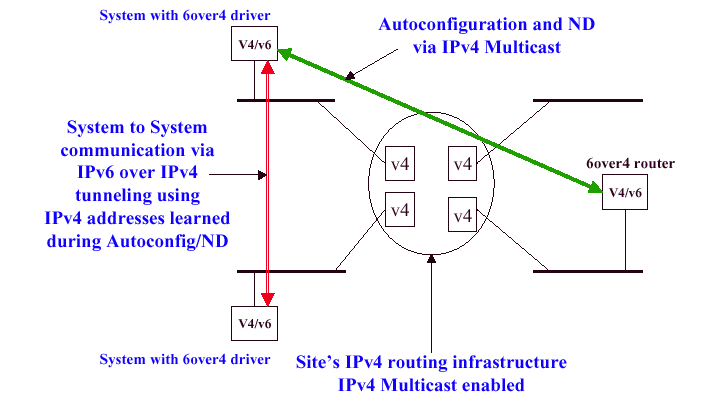 System with 6over4 driver
V4/v6
Autoconfiguration and ND
via IPv4 Multicast
System to System
communication via
IPv6 over IPv4
tunneling using
IPv4 addresses learned
during Autoconfig/ND
v4
v4
v4
v4
6over4 router
V4/v6
V4/v6
System with 6over4 driver
Site's IPv4 routing infrastructure
IPv4 Multicast enabled